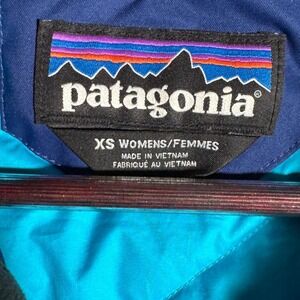 patagonia®
XS WOMENS/FEMMES
MADE IN VIETNAM
FABRIQUÉ AU VIETNAM